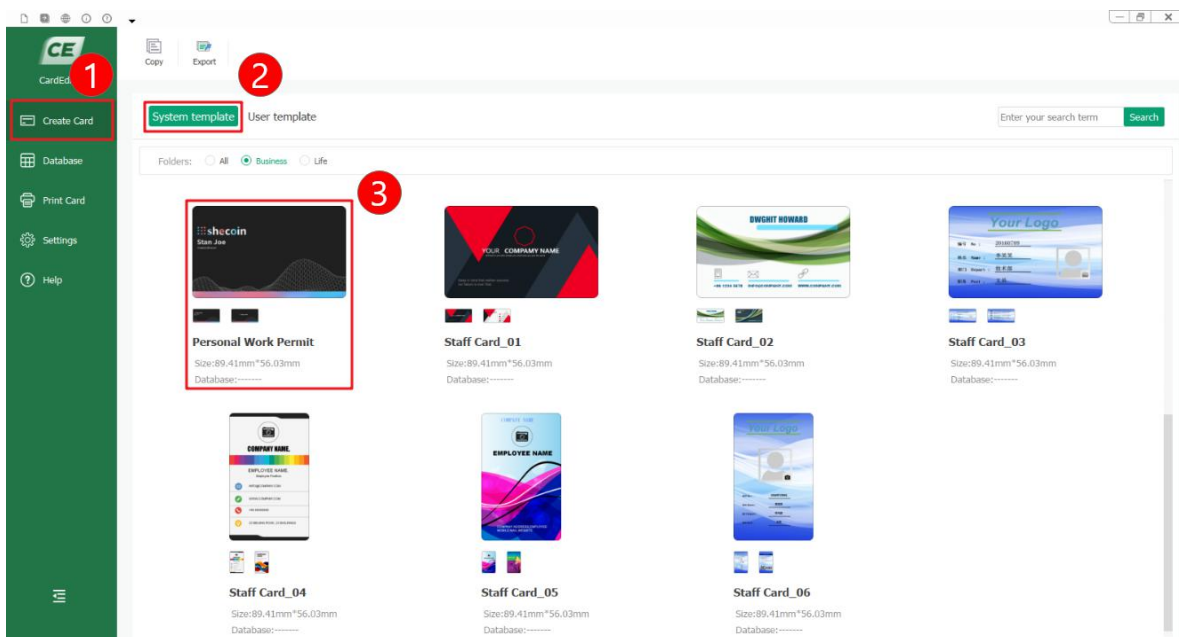 CE
CardEd
1
2
3
Copy
Export
Create Card
Database
Print Card
Settings
Help
System template
User template
Enter your search term
Search
Folders:
All
Business
Life
shecoin
Stan Joe
Personal Work Permit
Size:89.41mm*56.03mm
Database:-------
YOUR COMPAMY NAME
Staff Card_01
Size:89.41mm*56.03mm
Database:-------
DWGHIT HOWARD
Staff Card_02
Size:89.41mm*56.03mm
Database:-------
Your Logo
Staff Card_03
Size:89.41mm*56.03mm
Database:-------
COMPANY NAME.
EMPLOYEE NAME.
Staff Card_04
Size:89.41mm*56.03mm
Database:-------
EMPLOYEE NAME
Staff Card_05
Size:89.41mm*56.03mm
Database:-------
Your Logo
Staff Card_06
Size:89.41mm*56.03mm
Database:-------